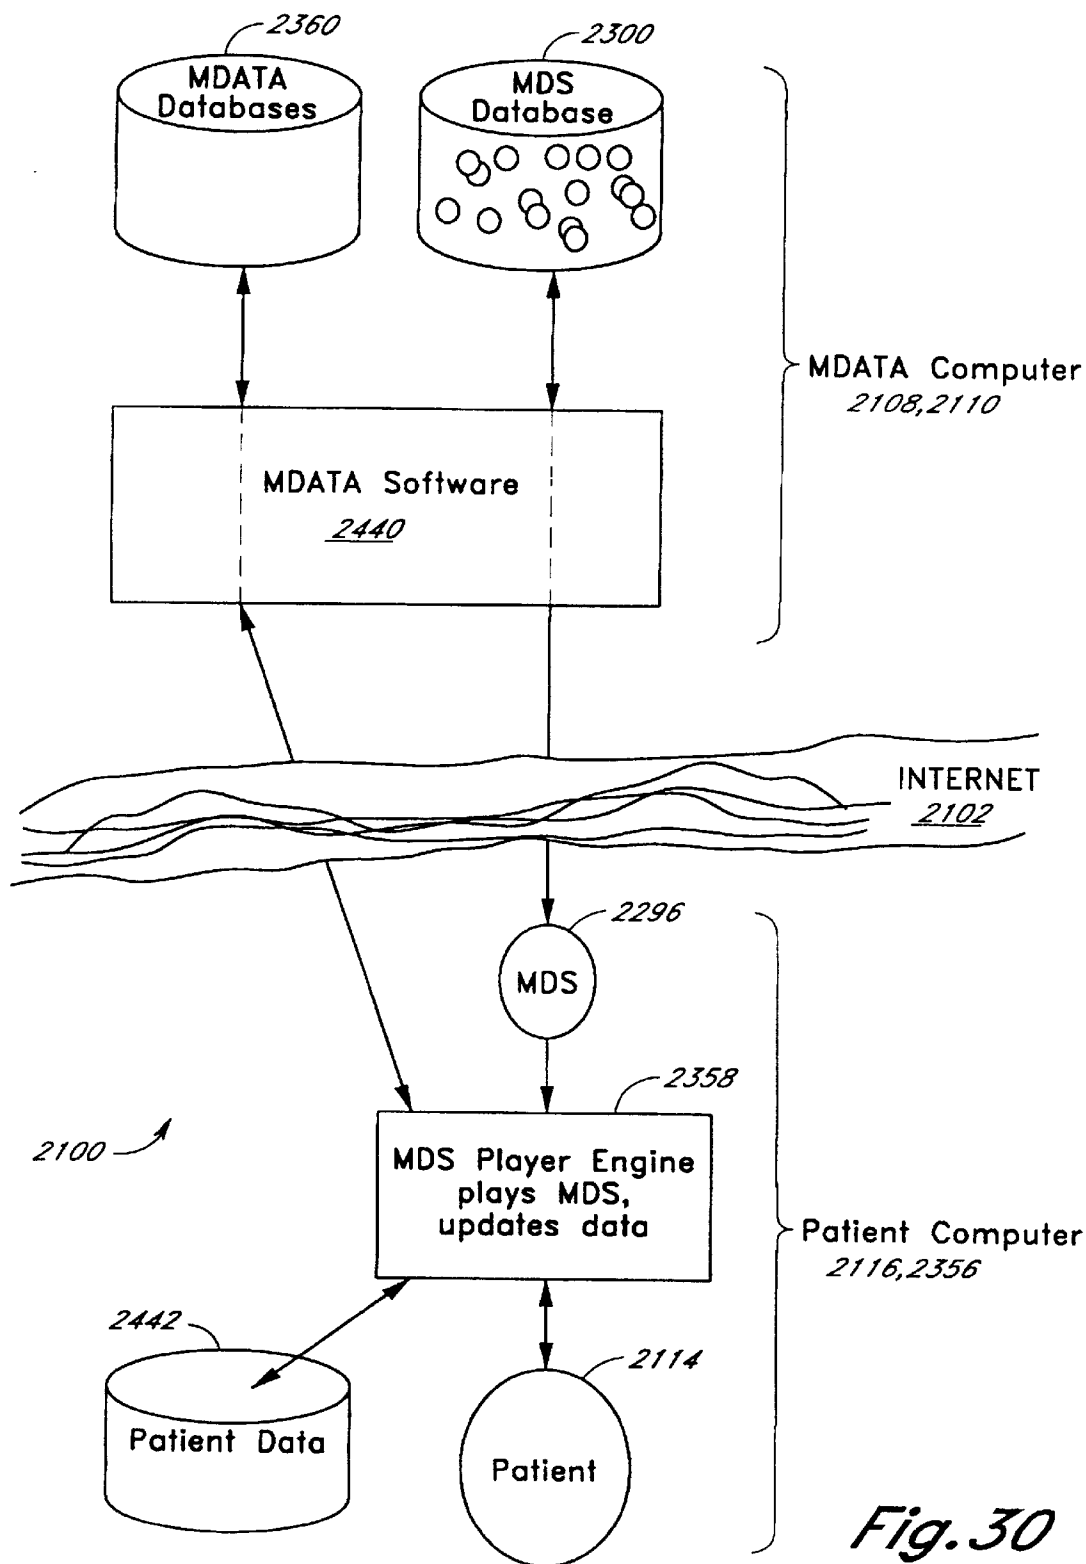 2360
2300
MDATA
Databases
MDS
Database
MDATA Computer
2108,2110
MDATA Software
2440
INTERNET
2102
2296
MDS
2358
2100
MDS Player Engine
plays MDS,
updates data
Patient Computer
2116,2356
2442
2114
Patient Data
Patient
Fig.30